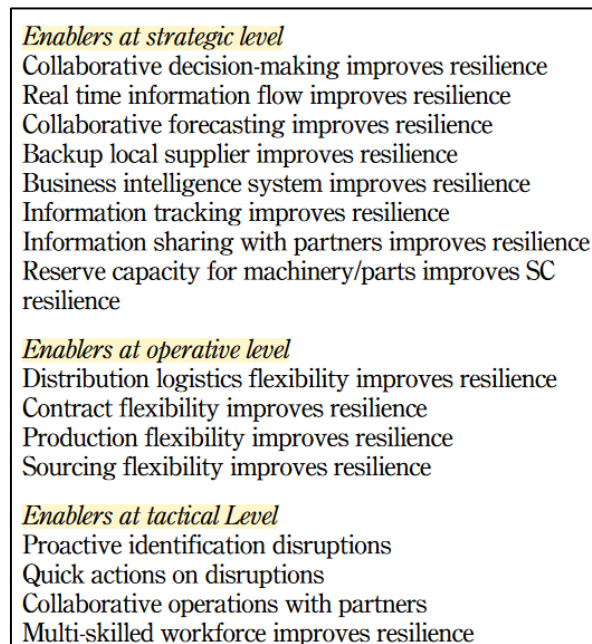 Enablers at strategic level
Collaborative decision-making improves resilience
Real time information flow improves resilience
Collaborative forecasting improves resilience
Backup local supplier improves resilience
Business intelligence system improves resilience
Information tracking improves resilience
Information sharing with partners improves resilience
Reserve capacity for machinery/parts improves SC
resilience
Enablers at operative level
Distribution logistics flexibility improves resilience
Contract flexibility improves resilience
Production flexibility improves resilience
Sourcing flexibility improves resilience
Enablers at tactical Level
Proactive identification disruptions
Quick actions on disruptions
Collaborative operations with partners
Multi-skilled workforce improves resilience